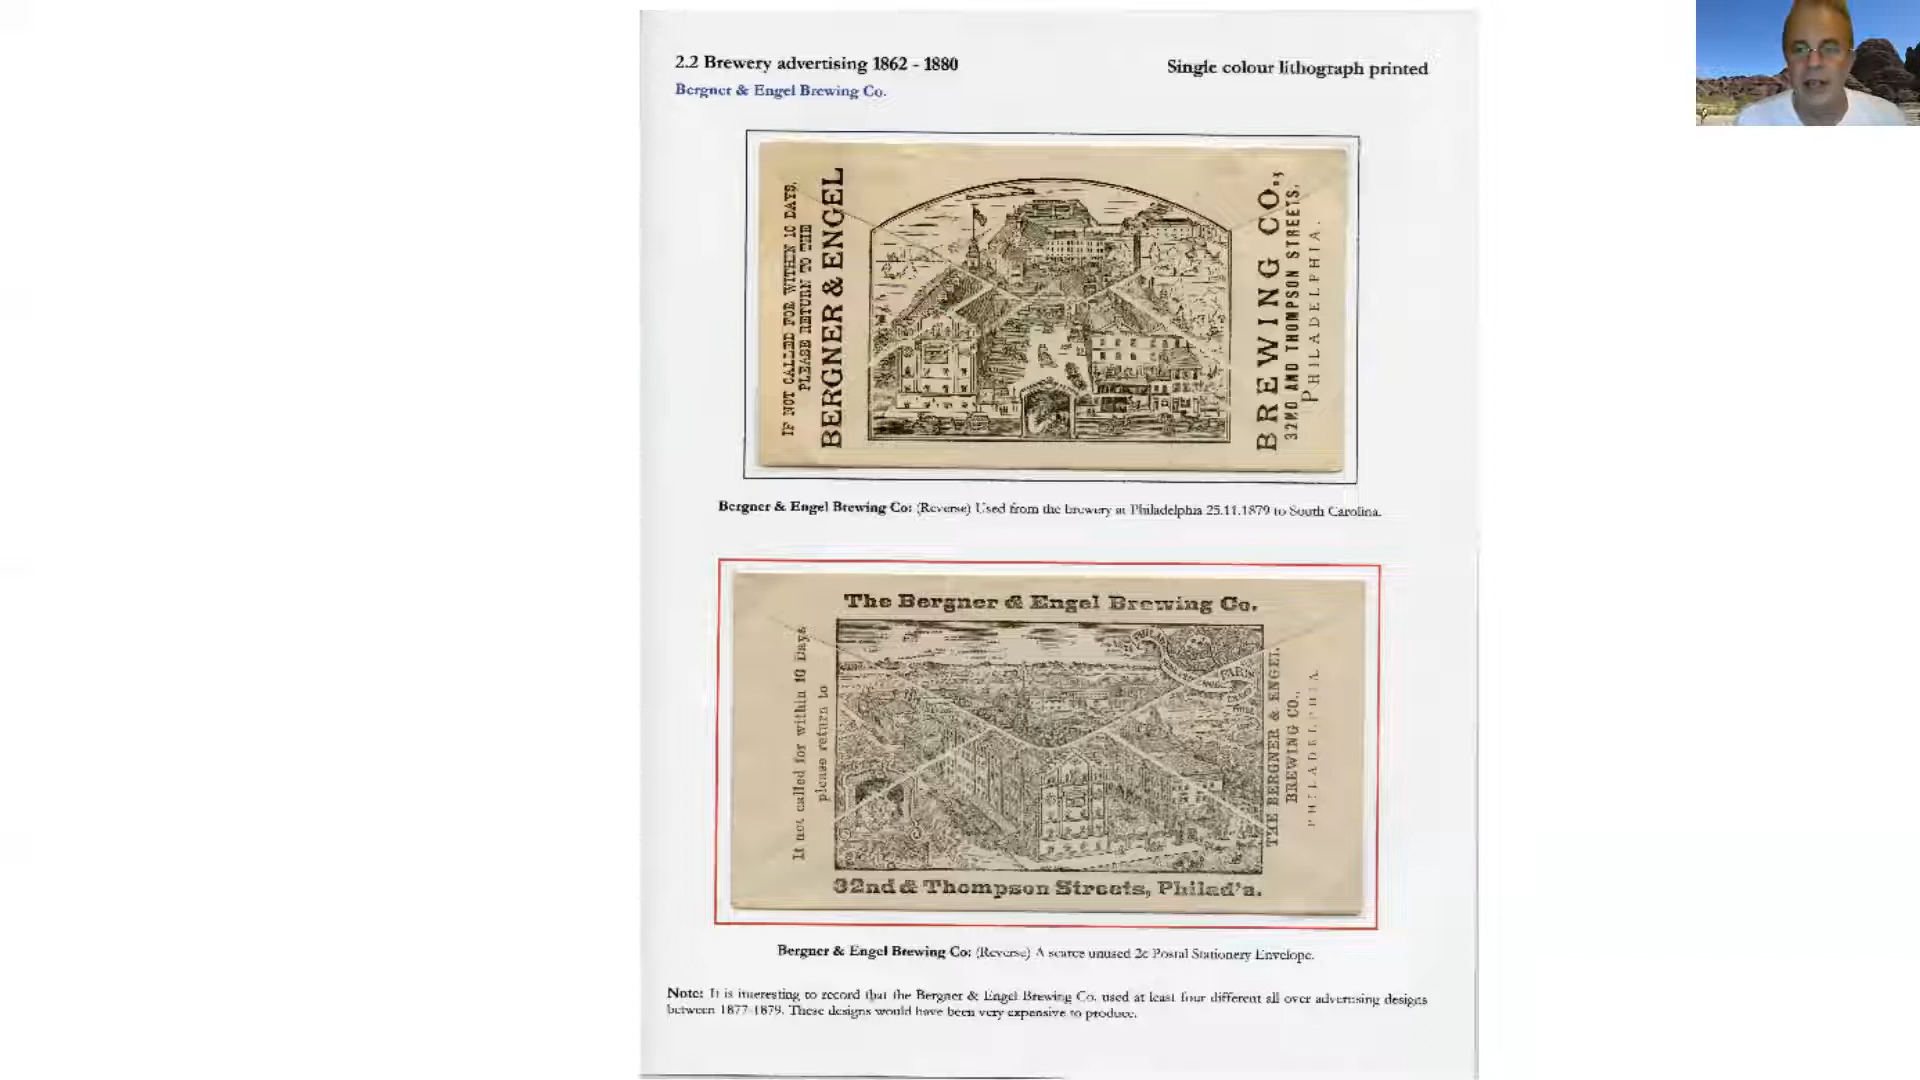 2.2 Brewery advertising 1862 - 1880
Single colour lithograph printed
Bergner & Engel Brewing Co.
IF NOT CALLED FOR WITHIN 10 DAYS,
PLEASE RETURN TO THE
BERGNER & ENGEL
BREWING CO.,
32ND AND THOMPSON STREETS,
PHILADELPHIA.
Bergner & Engel Brewing Co: (Reverse) Used from the brewery at Philadelphia 25.11.1879 to South Carolina.
The Bergner & Engel Brewing Co.
If not called for within 10 Days
please return to
PARIS
THE BERGNER & ENGEL
BREWING CO.,
PHILADELPHIA.
32nd & Thompson Streets, Philad'a.
Bergner & Engel Brewing Co: (Reverse) A scarce unused 2c Postal Stationery Envelope.
Note: It is interesting to record that the Bergner & Engel Brewing Co. used at least four different all over advertising designs
between 1877-1879. These designs would have been very expensive to produce.